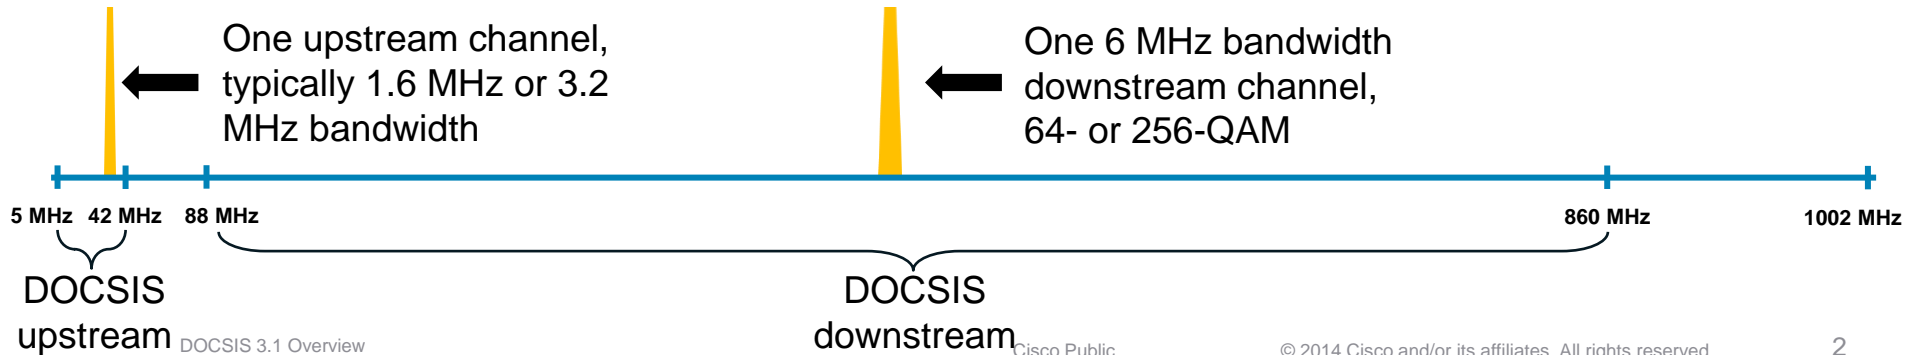 One upstream channel,
typically 1.6 MHz or 3.2
MHz bandwidth
One 6 MHz bandwidth
downstream channel,
64- or 256-QAM
5 MHz
42 MHz
88 MHz
860 MHz
1002 MHz
DOCSIS
upstream
DOCSIS
downstream
DOCSIS 3.1 Overview
Cisco Public
© 2014 Cisco and/or its affiliates. All rights reserved
2